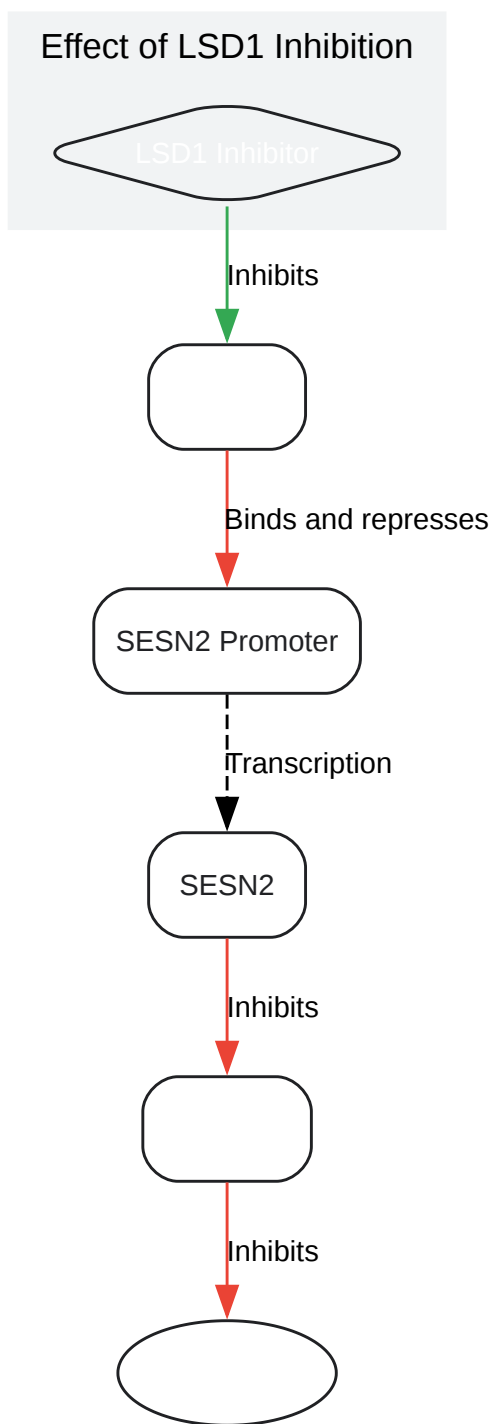 Effect of LSD1 Inhibition
LSD1 Inhibitor
Inhibits
Binds and represses
SESN2 Promoter
Transcription
SESN2
Inhibits
Inhibits